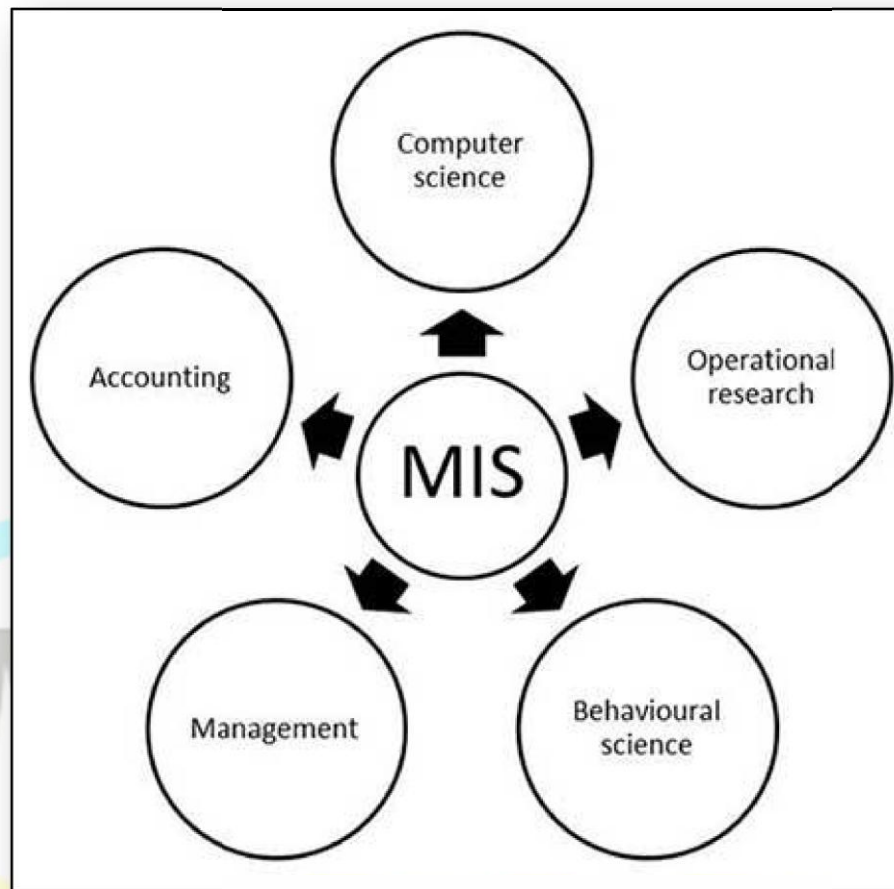 Computer
science
Accounting
Operational
research
MIS
Management
Behavioural
science